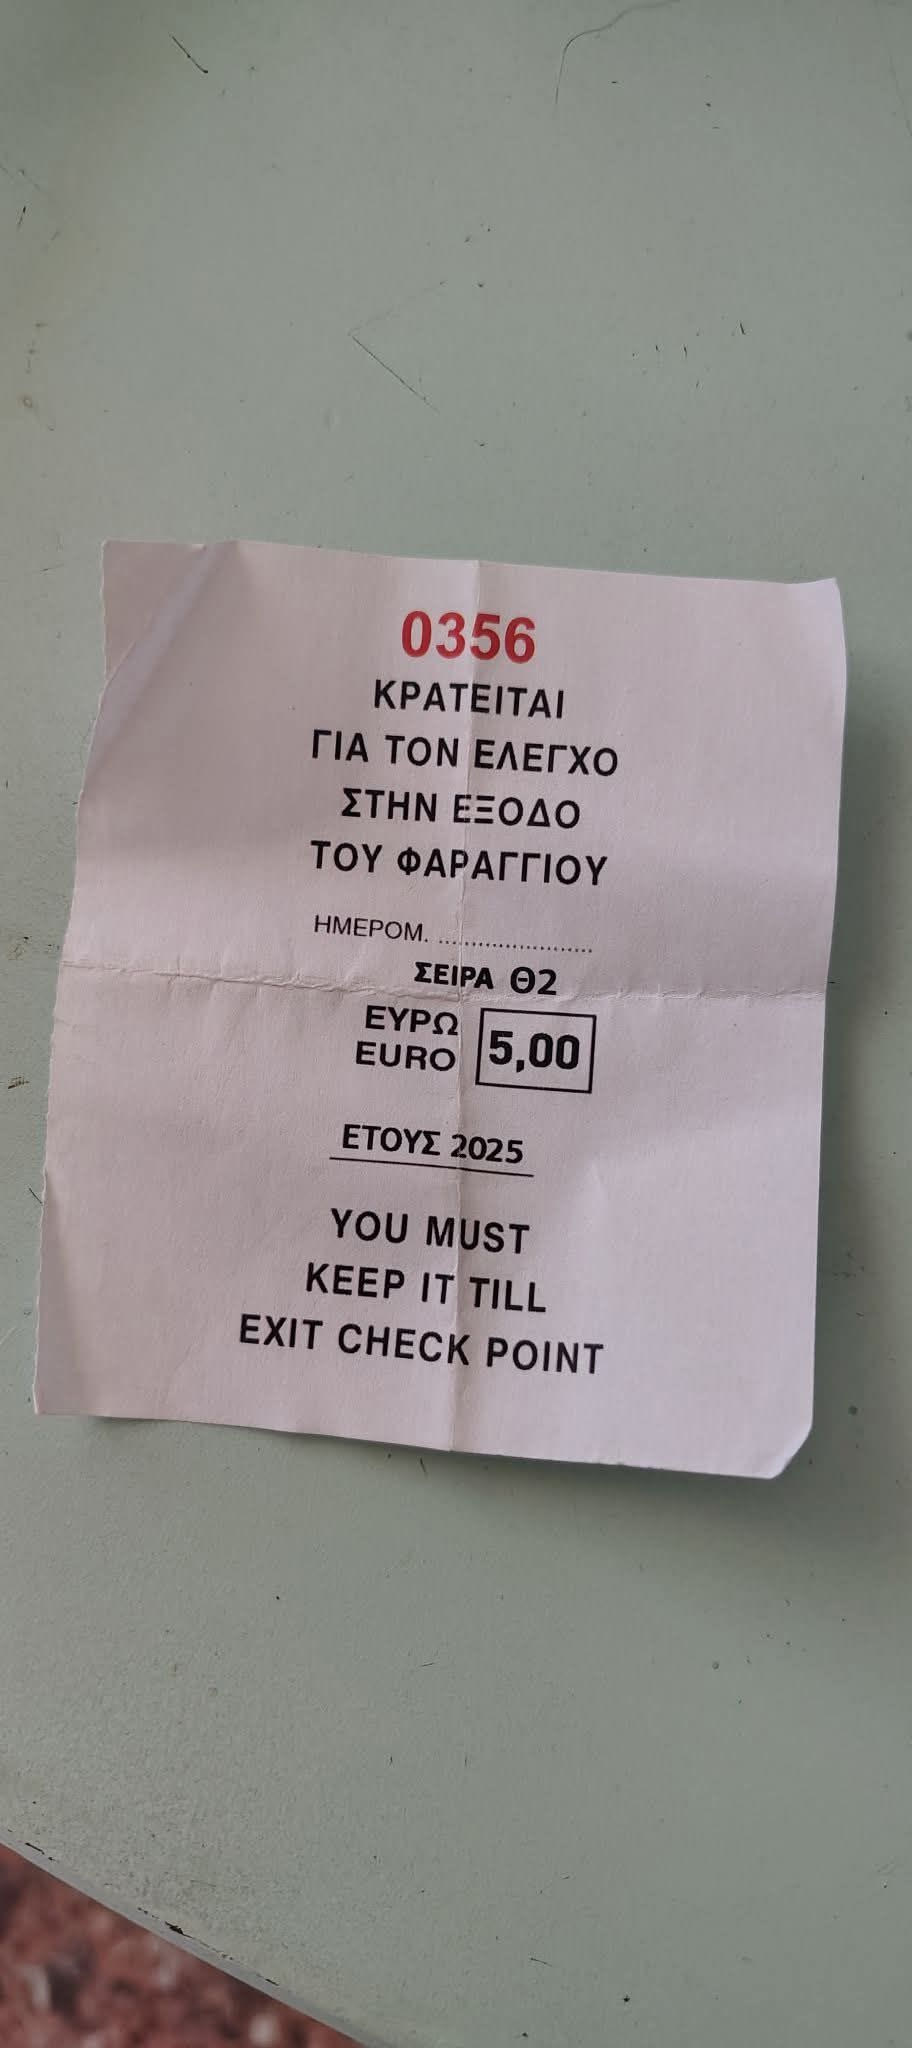 0356
ΚΡΑΤΕΙΤΑΙ
ΓΙΑ ΤΟΝ ΕΛΕΓΧΟ
ΣΤΗΝ ΕΞΟΔΟ
ΤΟΥ ΦΑΡΑΓΓΙΟΥ
ΗΜΕΡΟΜ. ........................
ΣΕΙΡΑ Θ2
ΕΥΡΩ
EURO 5,00
ΕΤΟΥΣ 2025
YOU MUST
KEEP IT TILL
EXIT CHECK POINT